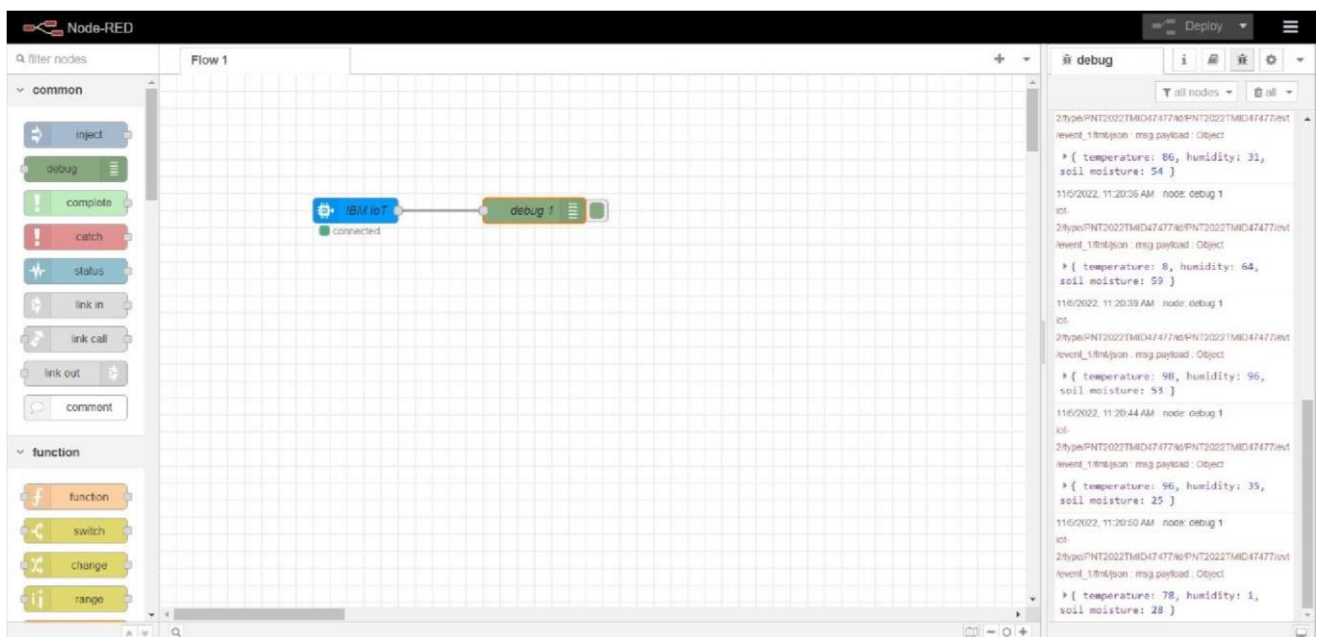 Node-RED
Deploy
filter nodes
Flow 1
debug
i
all nodes
all
common
inject
debug
complete
catch
status
link in
link call
link out
comment
function
function
switch
change
range
IBM IoT
connected
debug 1
2/type/PNT2022TMID47477/id/PNT2022TMID47477/evt
/event_1/fmt/json : msg.payload : Object
{ temperature: 86, humidity: 31,
soil moisture: 54 }
11/5/2022, 11:20:36 AM node: debug 1
iot-
2/type/PNT2022TMID47477/id/PNT2022TMID47477/evt
/event_1/fmt/json : msg.payload : Object
{ temperature: 8, humidity: 64,
soil moisture: 59 }
11/5/2022, 11:20:39 AM node: debug 1
iot-
2/type/PNT2022TMID47477/id/PNT2022TMID47477/evt
/event_1/fmt/json : msg.payload : Object
{ temperature: 98, humidity: 96,
soil moisture: 53 }
11/5/2022, 11:20:44 AM node: debug 1
iot-
2/type/PNT2022TMID47477/id/PNT2022TMID47477/evt
/event_1/fmt/json : msg.payload : Object
{ temperature: 96, humidity: 35,
soil moisture: 25 }
11/5/2022, 11:20:50 AM node: debug 1
iot-
2/type/PNT2022TMID47477/id/PNT2022TMID47477/evt
/event_1/fmt/json : msg.payload : Object
{ temperature: 78, humidity: 1,
soil moisture: 28 }